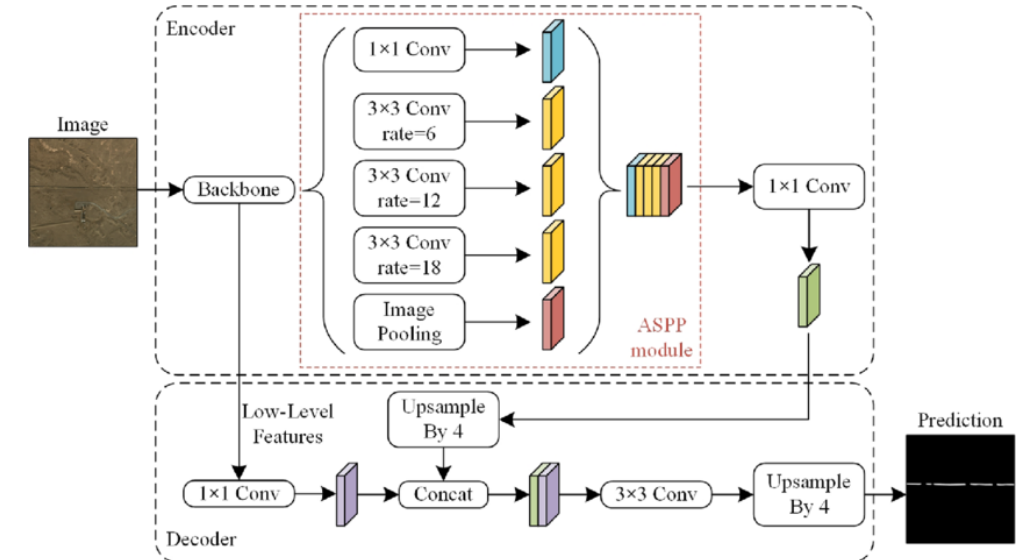 Encoder
1×1 Conv
3×3 Conv
rate=6
Image
3×3 Conv
rate=12
Backbone
1×1 Conv
3×3 Conv
rate=18
Image
Pooling
ASPP
module
Low-Level
Features
Upsample
By 4
Prediction
1×1 Conv
Concat
3×3 Conv
Upsample
By 4
Decoder